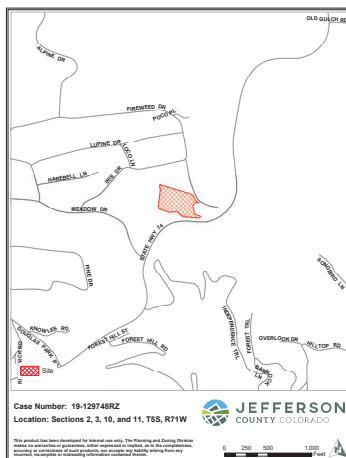 OLD GULCH RD
ALPINE DR
FIREWEED DR
POCO PL
LUPINE DR
LOCO LN
HAREBELL LN
IRIS DR
MEADOW DR
STATE HWY 74
SONGBIRD LN
PINE DR
INDEPENDENCE TRL
FOREST TRL
KNOWLES RD
DOUGLAS PARK RD
FOREST HILL ST
FOREST HILL RD
OVERLOOK DR
HILLTOP RD
BANNOCK LN
Site
Case Number: 19-129748RZ
Location: Sections 2, 3, 10, and 11, T5S, R71W
JEFFERSON
COUNTY COLORADO
This product has been developed for internal use only. The Planning and Zoning Division
makes no warranties or guarantees, either expressed or implied, as to the completeness,
accuracy or correctness of such products, nor accepts any liability arising from any
incorrect, incomplete or misleading information contained therein.
0 250 500 1,000
Feet